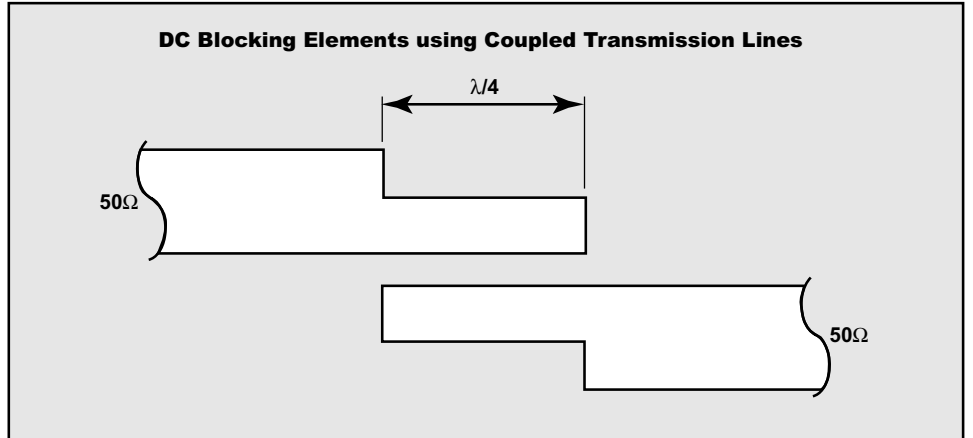 DC Blocking Elements using Coupled Transmission Lines
λ/4
50Ω
50Ω